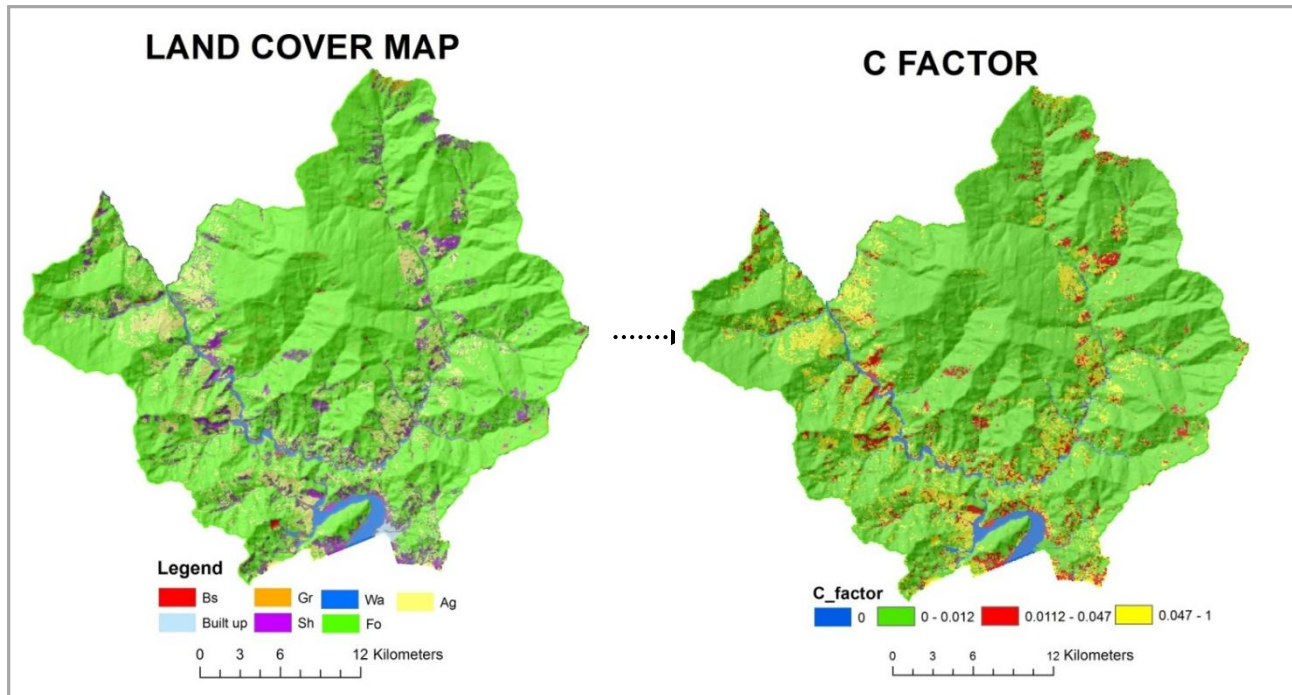 LAND COVER MAP
Legend
Bs Gr Wa Ag
Built up Sh Fo
0 3 6 12 Kilometers
C FACTOR
C_factor
0 0 - 0.012 0.0112 - 0.047 0.047 - 1
0 3 6 12 Kilometers